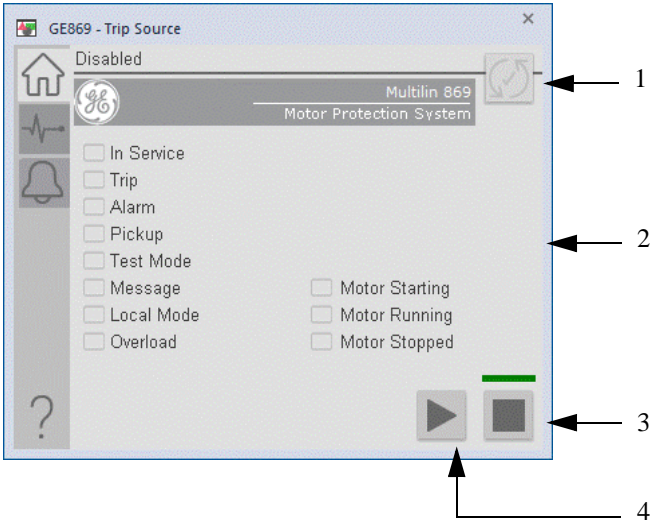 GE869 - Trip Source
Disabled
Multilin 869
Motor Protection System
In Service
Trip
Alarm
Pickup
Test Mode
Message
Local Mode
Overload
Motor Starting
Motor Running
Motor Stopped
?
1
2
3
4